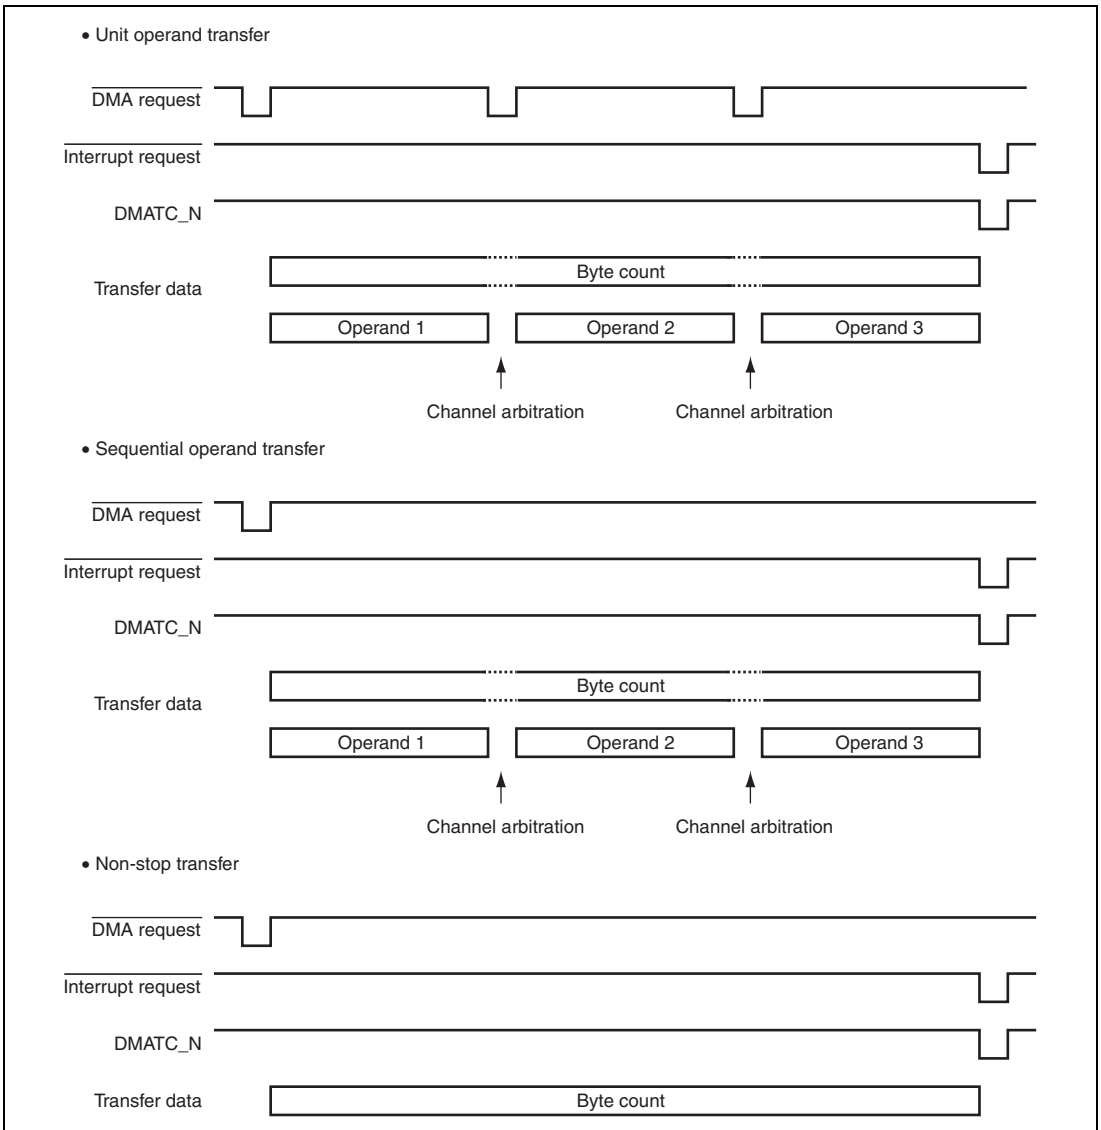 • Unit operand transfer
DMA request
Interrupt request
DMATC_N
Byte count
Transfer data
Operand 1 Operand 2 Operand 3
Channel arbitration Channel arbitration
• Sequential operand transfer
DMA request
Interrupt request
DMATC_N
Byte count
Transfer data
Operand 1 Operand 2 Operand 3
Channel arbitration Channel arbitration
• Non-stop transfer
DMA request
Interrupt request
DMATC_N
Transfer data Byte count